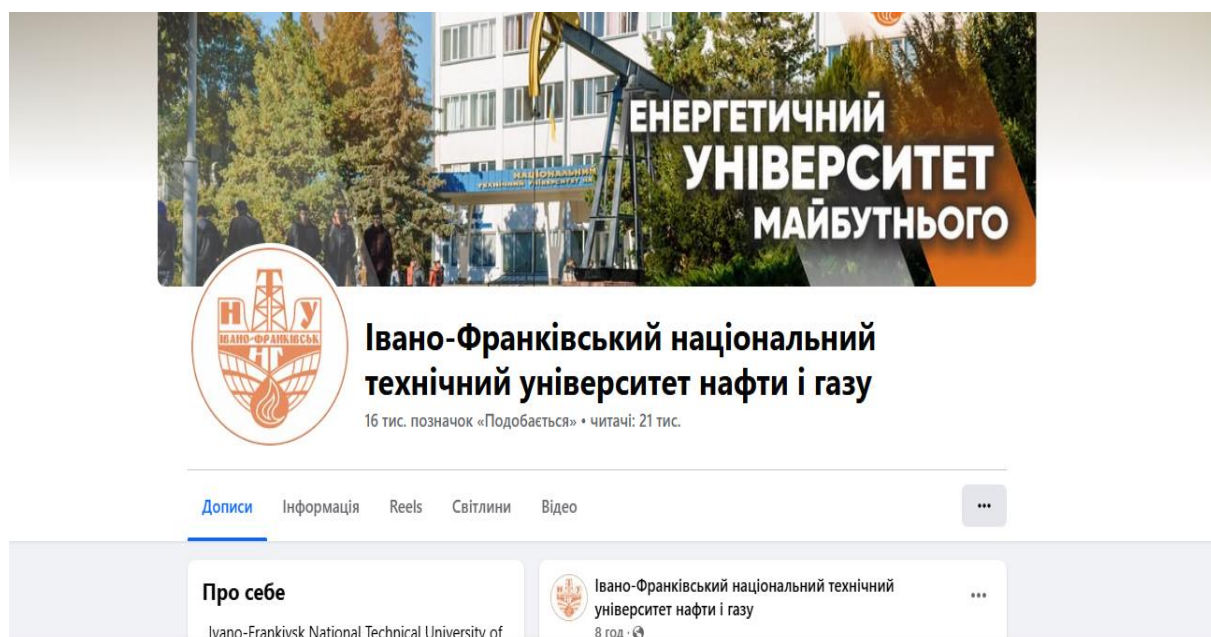 НАЦІОНАЛЬНИЙ
ЕНЕРГЕТИЧНИЙ
УНІВЕРСИТЕТ
МАЙБУТНЬОГО
Н Т У
ІВАНО-ФРАНКІВСЬК
НГ
Івано-Франківський національний
технічний університет нафти і газу
16 тис. позначок «Подобається» • читачі: 21 тис.
Дописи Інформація Reels Світлини Відео
Про себе
Ivano-Frankivsk National Technical University of
Івано-Франківський національний технічний
університет нафти і газу
8 год ·